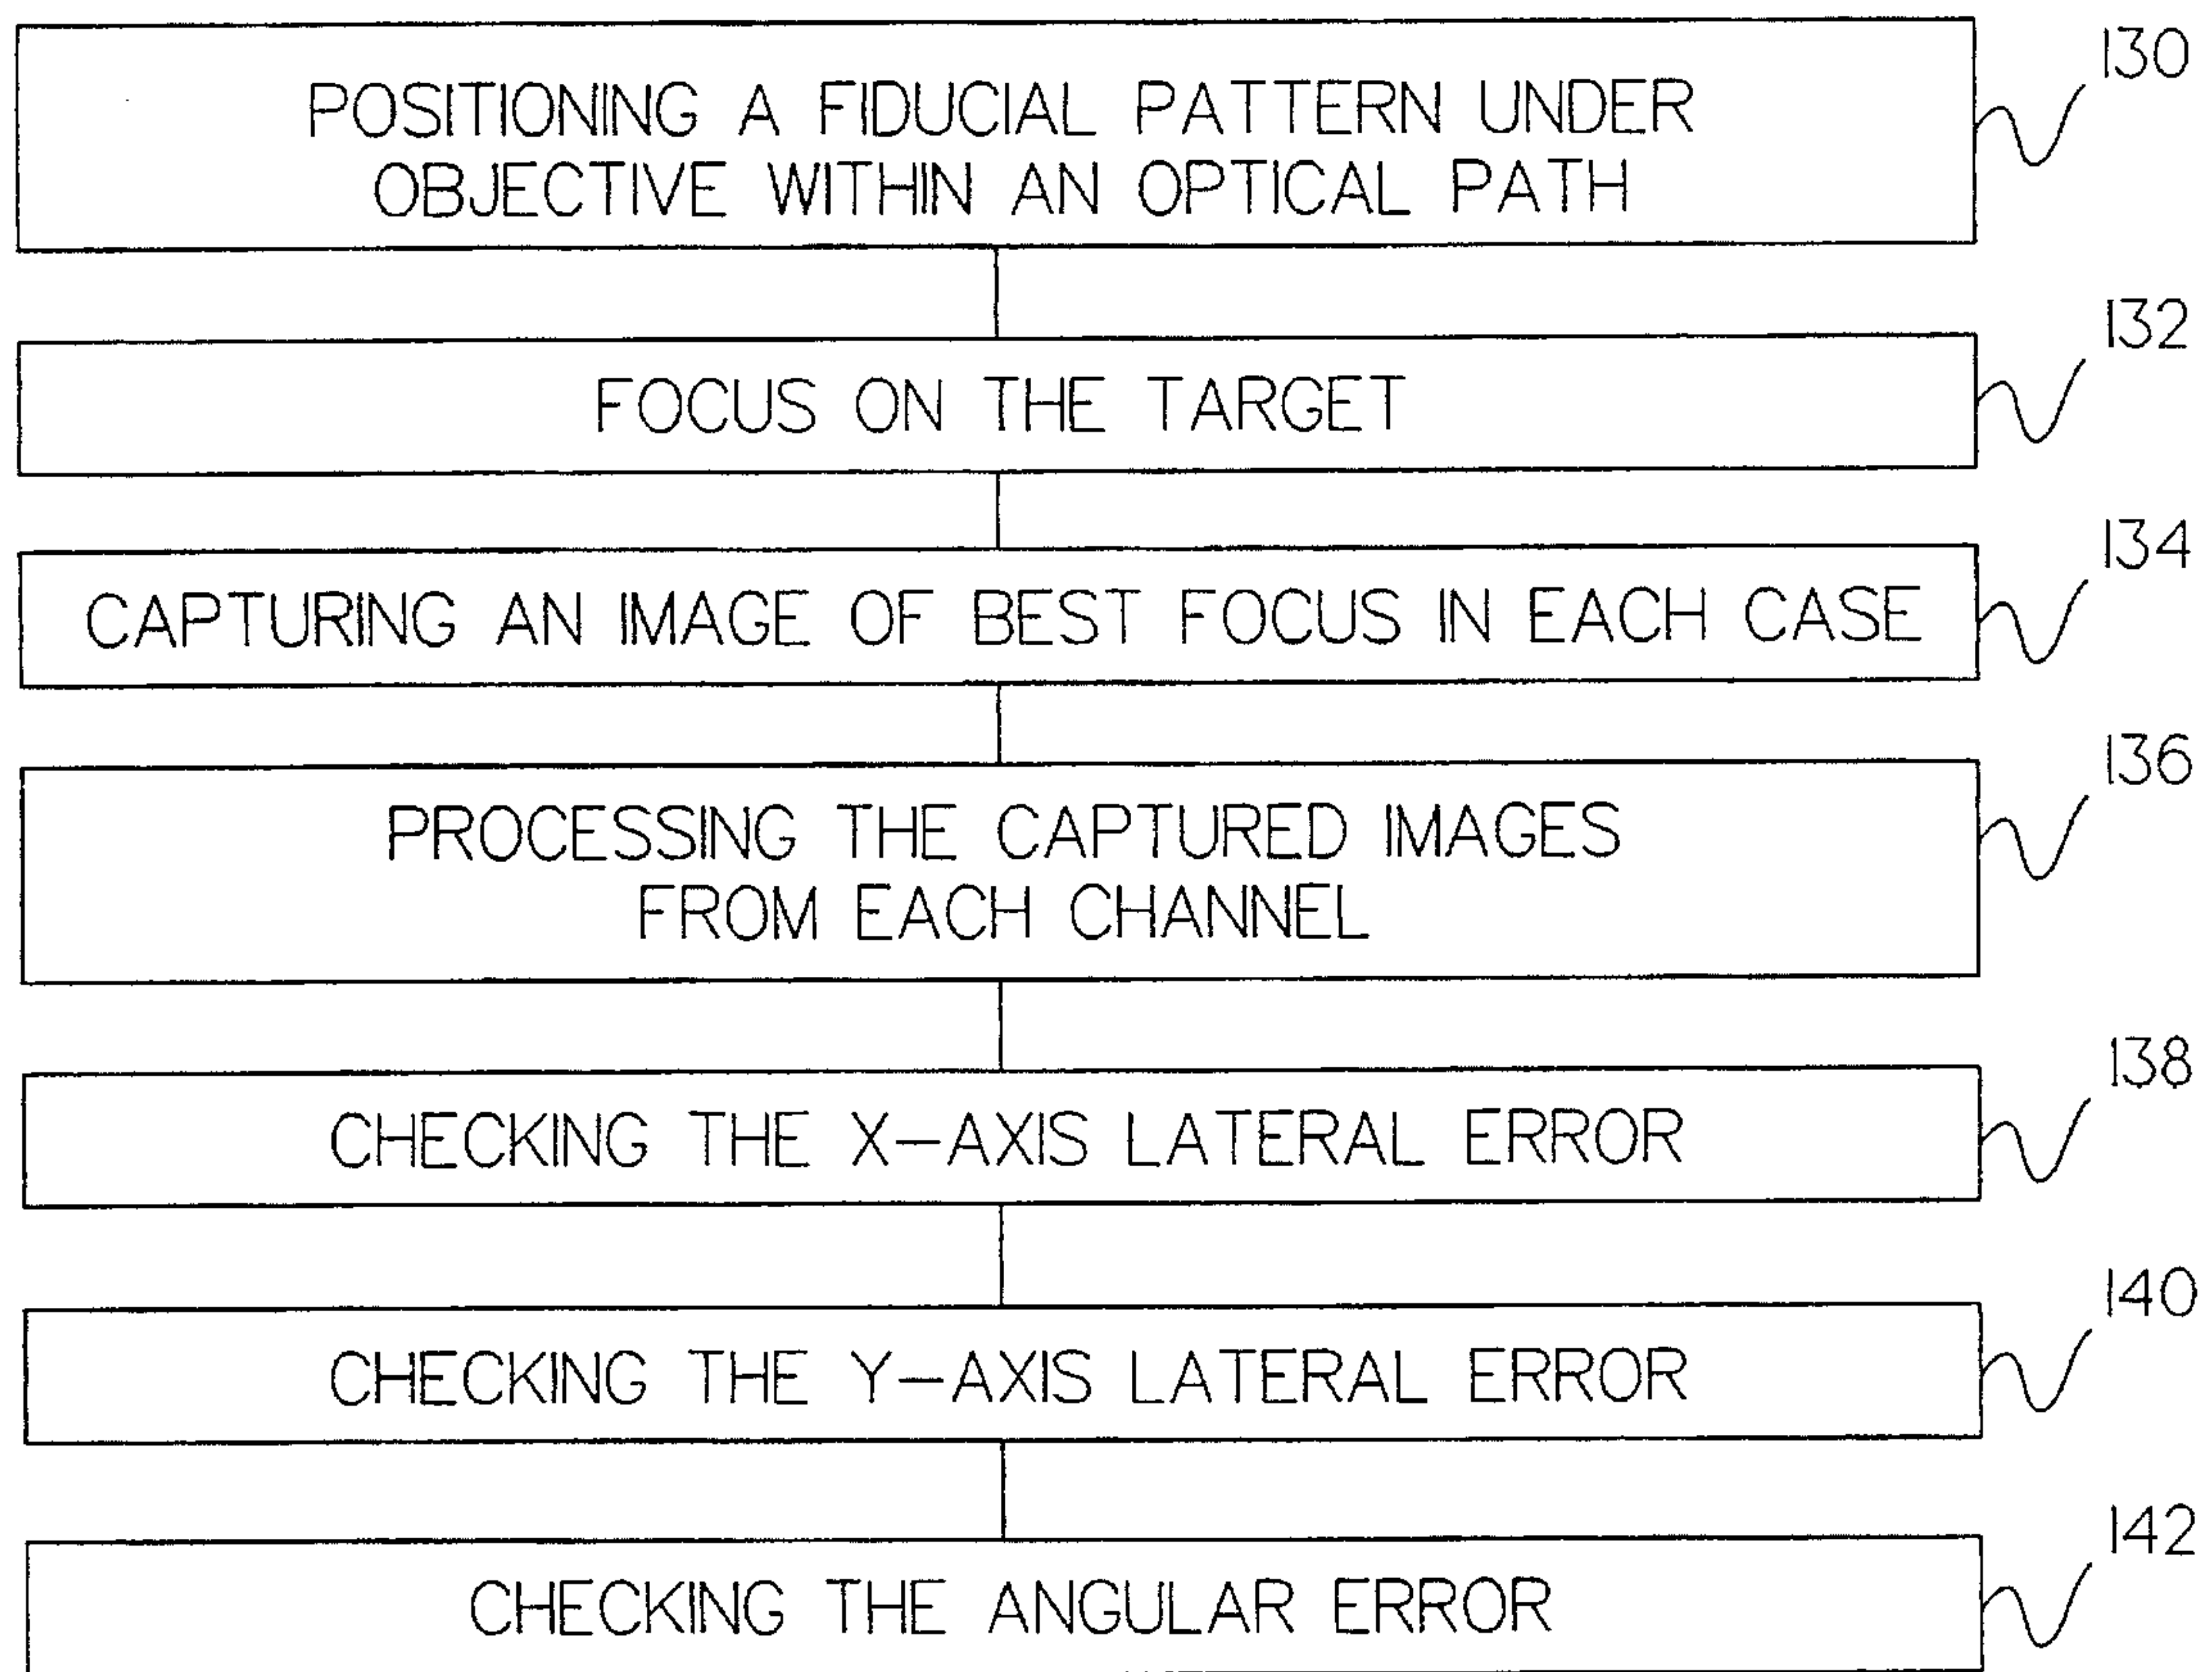 130
POSITIONING A FIDUCIAL PATTERN UNDER
OBJECTIVE WITHIN AN OPTICAL PATH
132
FOCUS ON THE TARGET
134
CAPTURING AN IMAGE OF BEST FOCUS IN EACH CASE
136
PROCESSING THE CAPTURED IMAGES
FROM EACH CHANNEL
138
CHECKING THE X-AXIS LATERAL ERROR
140
CHECKING THE Y-AXIS LATERAL ERROR
142
CHECKING THE ANGULAR ERROR